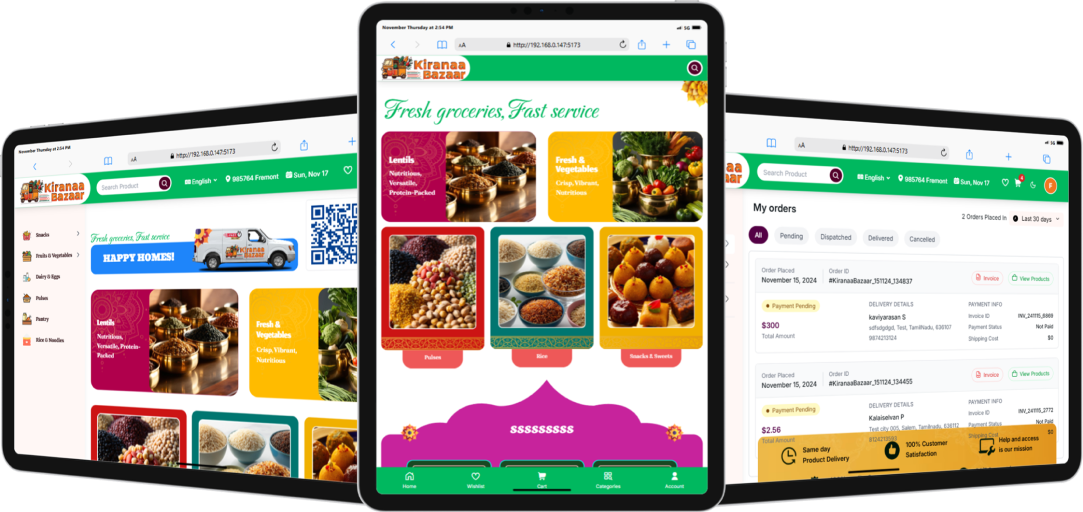 November Thursday at 2:54 PM
http://192.168.0.147:5173
Kiranaa
Bazaar
Search Product
English
985764 Fremont
Sun, Nov 17
Snacks
Fruits & Vegetables
Dairy & Eggs
Pulses
Pantry
Rice & Noodles
Fresh groceries, Fast service
HAPPY HOMES!
Lentils
Nutritious,
Versatile, Protein-
Packed
Fresh &
Vegetables
Crisp, Vibrant,
Nutritious
November Thursday at 2:54 PM
5G
AA
http://192.168.0.147:5173
Kiranaa
Bazaar
Fresh groceries, Fast service
Lentils
Nutritious,
Versatile,
Protein-Packed
Fresh &
Vegetables
Crisp, Vibrant,
Nutritious
Pulses
Rice
Snacks & Sweets
sssssssss
Home
Wishlist
Cart
Categories
Account
5G
AA
http://192.168.0.147:5173
naa
zaar
Search Product
English
985764 Fremont
Sun, Nov 17
F
My orders
2 Orders Placed in
Last 30 days
All
Pending
Dispatched
Delivered
Cancelled
Order Placed
November 15, 2024
Order ID
#KiranaaBazaar_151124_134837
Invoice
View Products
Payment Pending
$300
Total Amount
DELIVERY DETAILS
kaviyarasan S
sdfsdgdgd, Test, TamilNadu, 636107
9874213124
PAYMENT INFO
Invoice ID
INV_241115_8689
Payment Status
Not Paid
Shipping Cost
$0
Order Placed
November 15, 2024
Order ID
#KiranaaBazaar_151124_134455
Invoice
View Products
Payment Pending
$2.56
Total Amount
DELIVERY DETAILS
Kalaiselvan P
Test city 005, Salem, Tamilnadu, 638112
PAYMENT INFO
Invoice ID
INV_241115_2772
Payment Status
Not Paid
Shipping Cost
$0
Same day
Product Delivery
100% Customer
Satisfaction
Help and access
is our mission